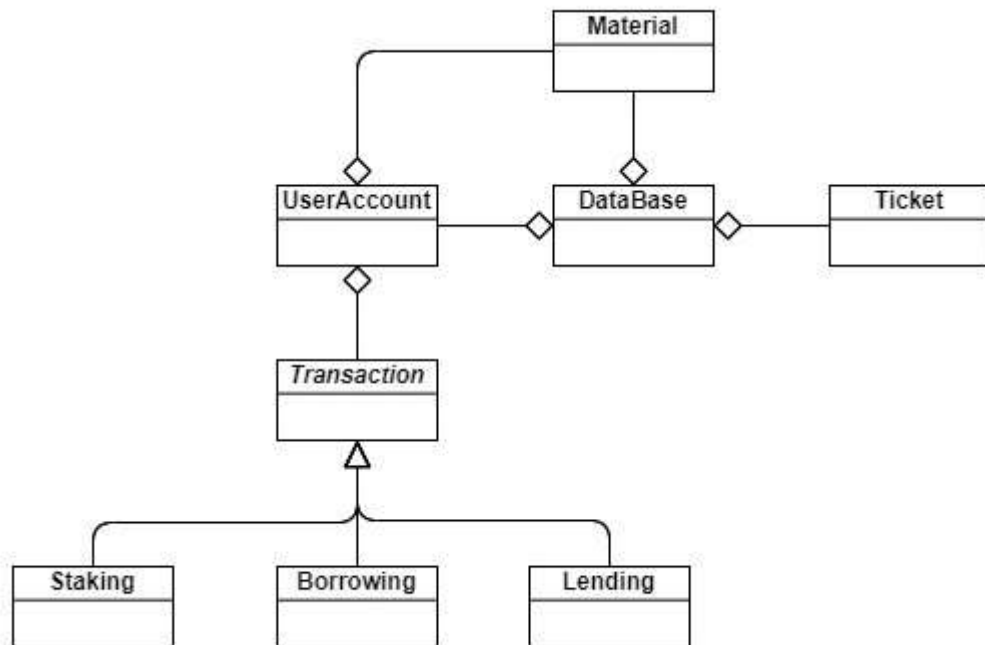 Material
UserAccount
DataBase
Ticket
Transaction
Staking
Borrowing
Lending